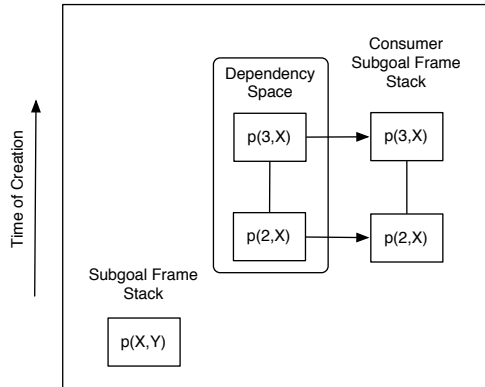 Consumer
Subgoal Frame
Stack
Dependency
Space
p(3,X)
p(3,X)
p(2,X)
p(2,X)
Time of Creation
Subgoal Frame
Stack
p(X,Y)